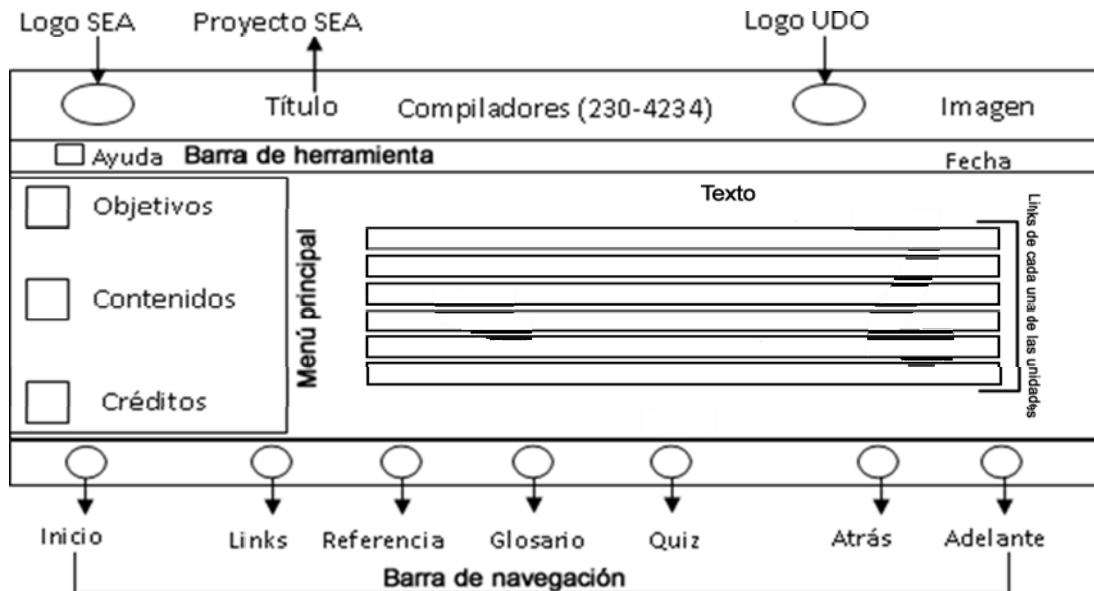 Logo SEA
Proyecto SEA
Logo UDO
Título
Compiladores (230-4234)
Imagen
Ayuda
Barra de herramienta
Fecha
Objetivos
Contenidos
Créditos
Menú principal
Texto
Links de cada una de las unidades
Inicio
Links
Referencia
Glosario
Quiz
Atrás
Adelante
Barra de navegación